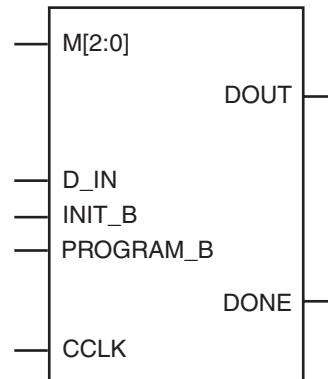 M[2:0]
DOUT
D_IN
INIT_B
PROGRAM_B
DONE
CCLK